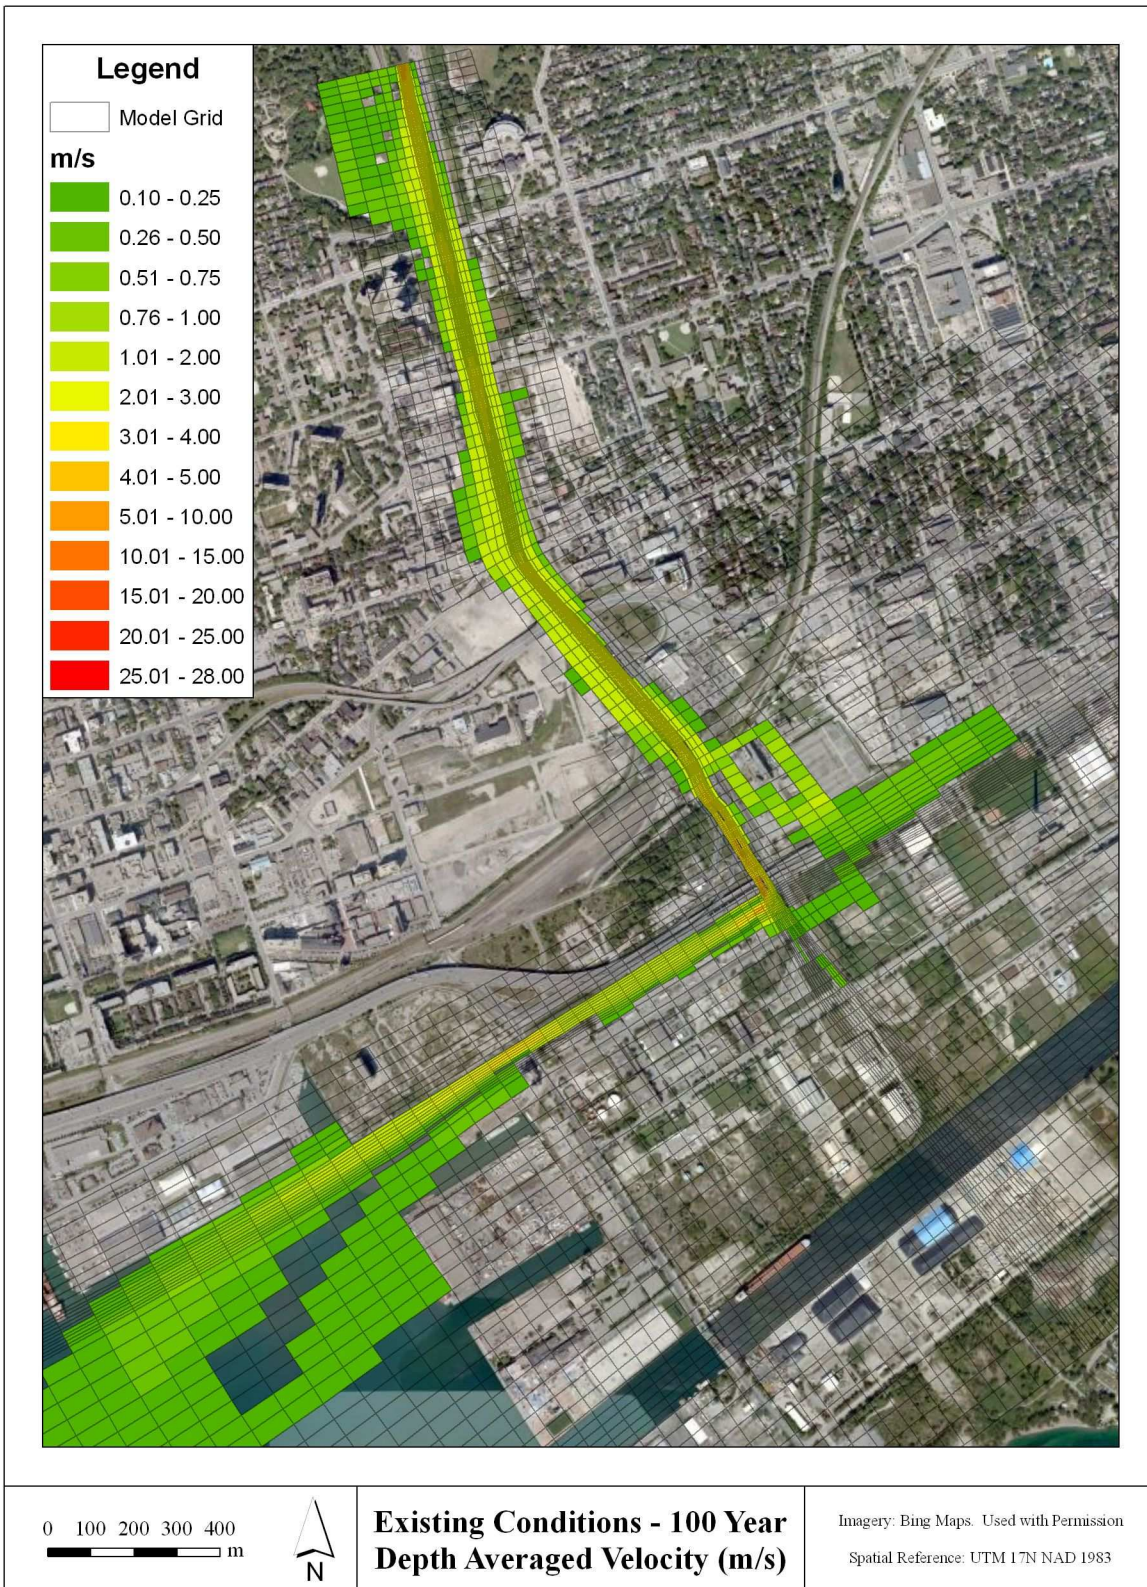 Legend
Model Grid
m/s
0.10 - 0.25
0.26 - 0.50
0.51 - 0.75
0.76 - 1.00
1.01 - 2.00
2.01 - 3.00
3.01 - 4.00
4.01 - 5.00
5.01 - 10.00
10.01 - 15.00
15.01 - 20.00
20.01 - 25.00
25.01 - 28.00
0 100 200 300 400
m
N
Existing Conditions - 100 Year
Depth Averaged Velocity (m/s)
Imagery: Bing Maps. Used with Permission
Spatial Reference: UTM 17N NAD 1983